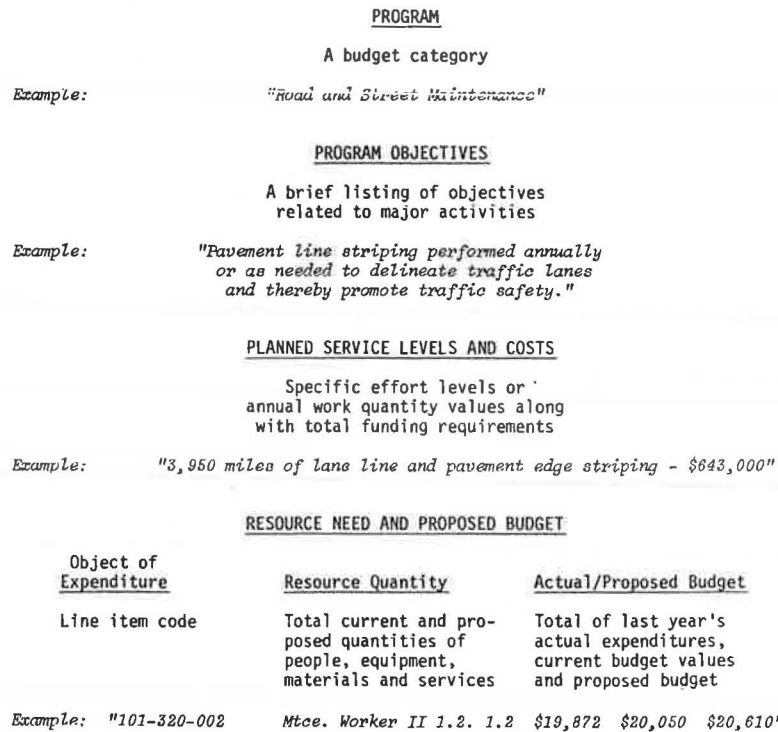 PROGRAM
A budget category
Example: "Road and Street Maintenance"
PROGRAM OBJECTIVES
A brief listing of objectives
related to major activities
Example: "Pavement line striping performed annually
or as needed to delineate traffic lanes
and thereby promote traffic safety."
PLANNED SERVICE LEVELS AND COSTS
Specific effort levels or
annual work quantity values along
with total funding requirements
Example: "3,950 miles of lane line and pavement edge striping - $643,000"
RESOURCE NEED AND PROPOSED BUDGET
Object of
Expenditure Resource Quantity Actual/Proposed Budget
Line item code Total current and pro- Total of last year's
posed quantities of actual expenditures,
people, equipment, current budget values
materials and services and proposed budget
Example: "101-320-002 Mtce. Worker II 1.2. 1.2 $19,872 $20,050 $20,610"